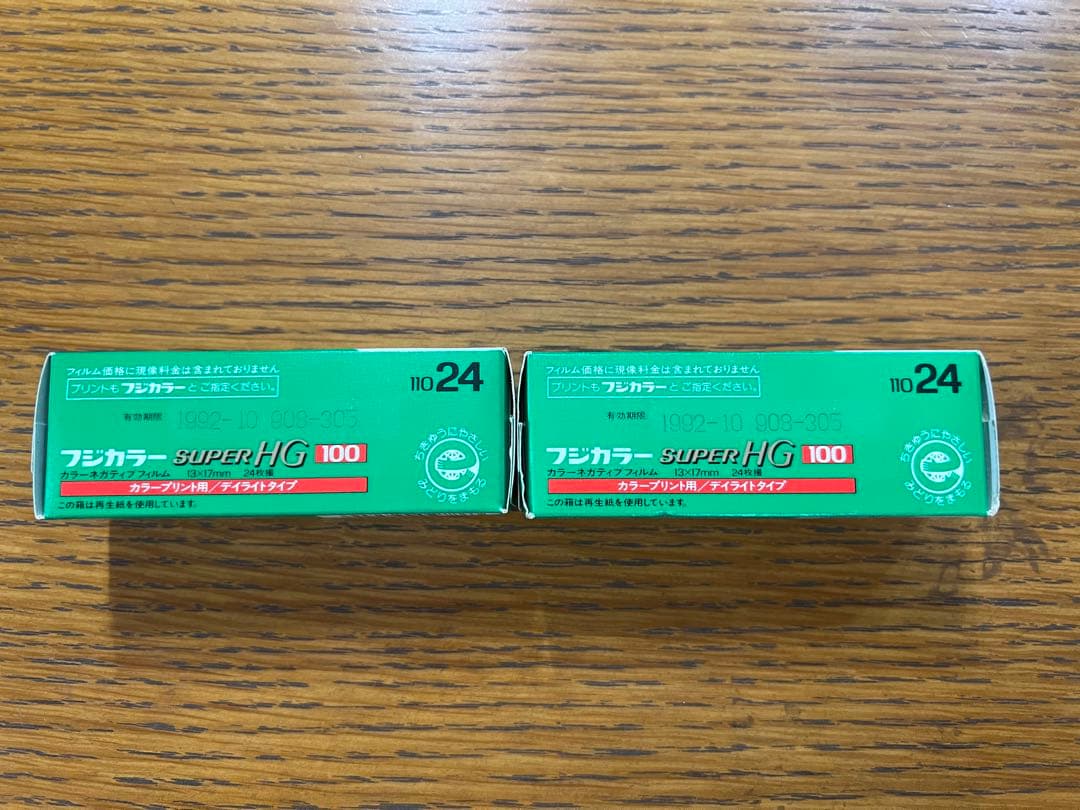 フィルム価格に現像料金は含まれておりません
プリントも フジカラー とご指定ください。
110 24
有効期限 1992-10 908-305
フジカラー SUPER HG 100
カラーネガティブフィルム 13×17mm 24枚撮
カラープリント用/デイライトタイプ
この箱は再生紙を使用しています。
ちきゅうにやさしい
みどりをまもる
フィルム価格に現像料金は含まれておりません
プリントも フジカラー とご指定ください。
110 24
有効期限 1992-10 908-305
フジカラー SUPER HG 100
カラーネガティブフィルム 13×17mm 24枚撮
カラープリント用/デイライトタイプ
この箱は再生紙を使用しています。
ちきゅうにやさしい
みどりをまもる